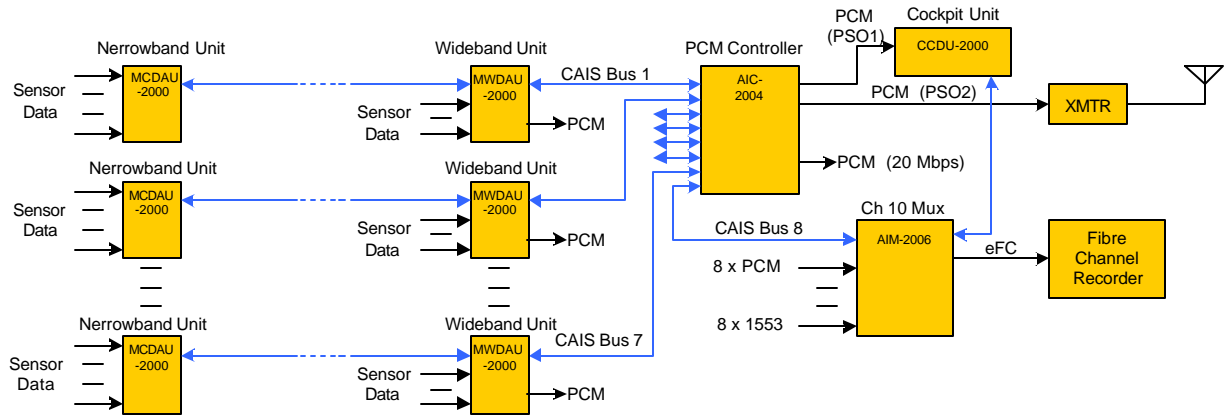 Nerrowband Unit
MCDAU
-2000
Sensor
Data
Wideband Unit
MWDAU
-2000
Sensor
Data
PCM
CAIS Bus 1
PCM Controller
AIC-
2004
PCM
(PSO1)
Cockpit Unit
CCDU-2000
PCM (PSO2)
XMTR
PCM (20 Mbps)
Nerrowband Unit
MCDAU
-2000
Sensor
Data
Wideband Unit
MWDAU
-2000
Sensor
Data
PCM
CAIS Bus 8
Ch 10 Mux
AIM-2006
8 x PCM
8 x 1553
eFC
Fibre
Channel
Recorder
Nerrowband Unit
MCDAU
-2000
Sensor
Data
Wideband Unit
MWDAU
-2000
Sensor
Data
PCM
CAIS Bus 7